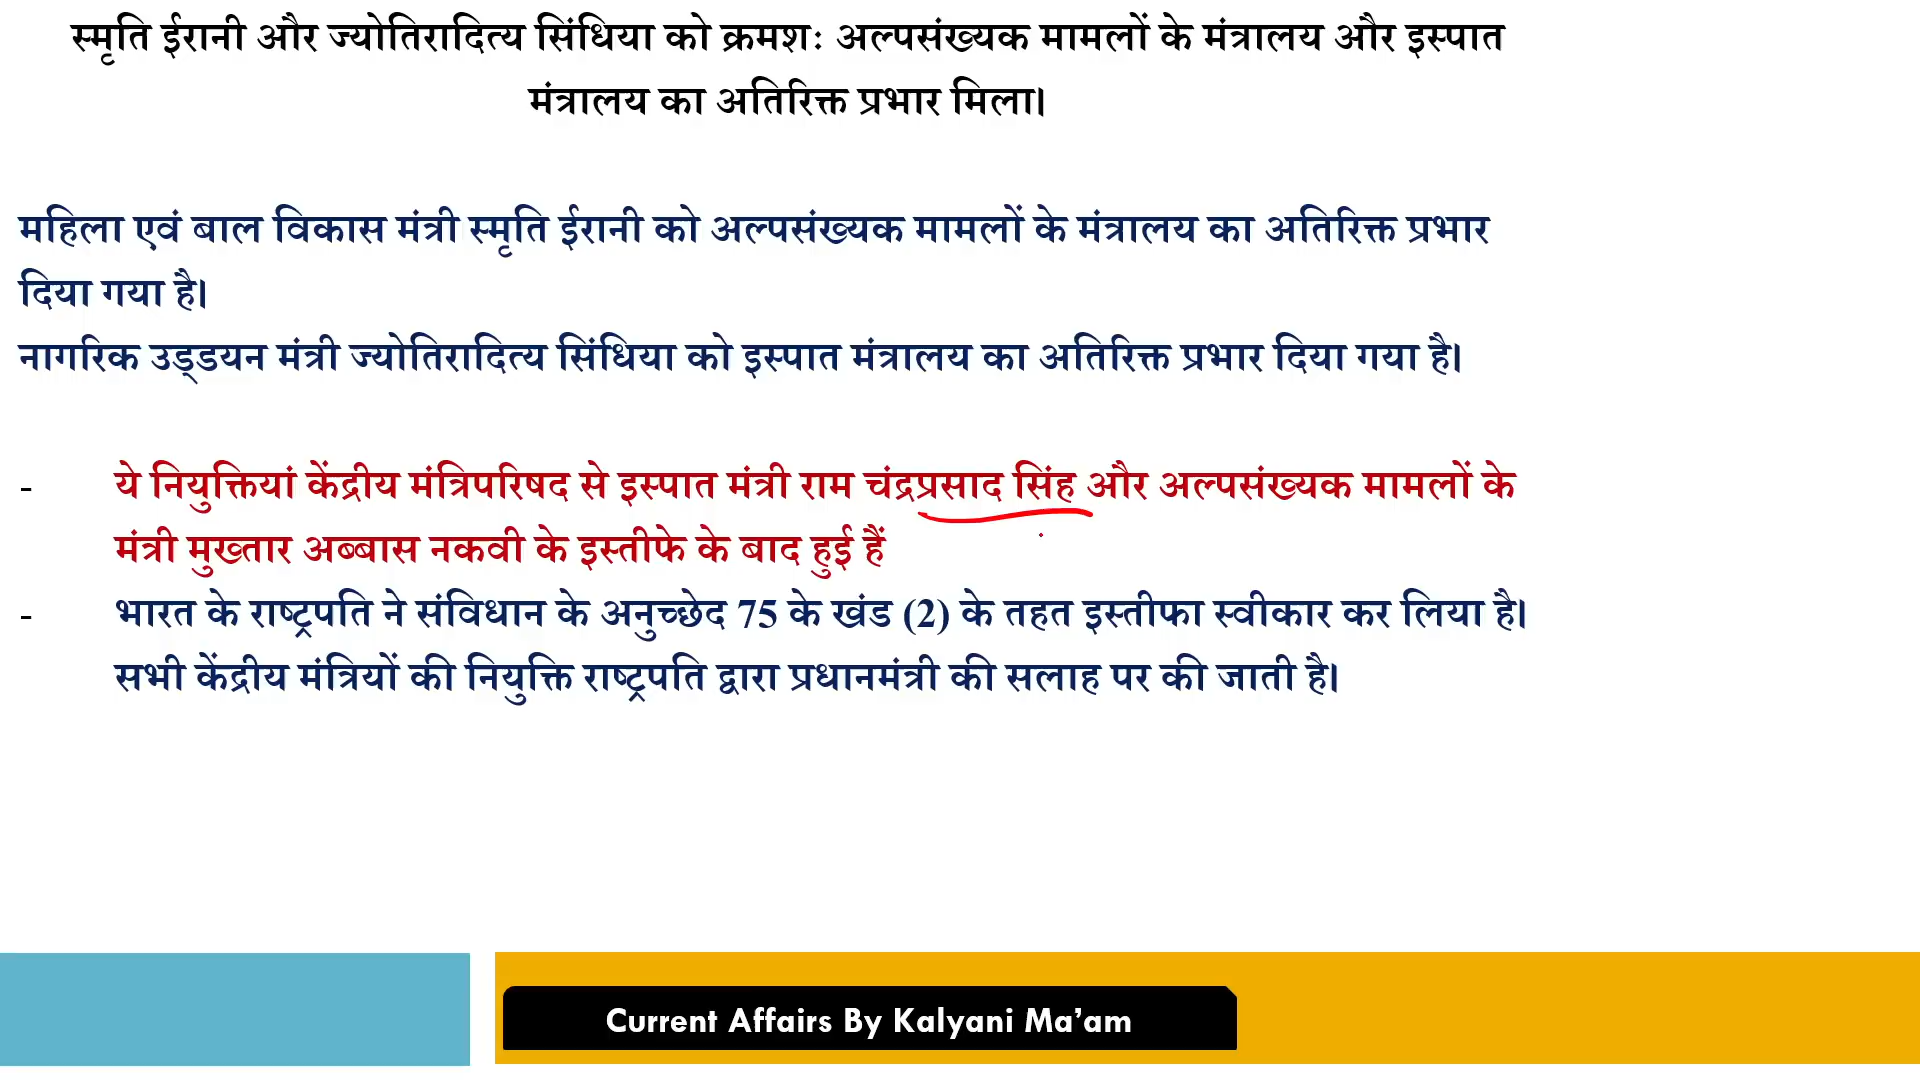 स्मृति ईरानी और ज्योतिरादित्य सिंधिया को क्रमशः अल्पसंख्यक मामलों के मंत्रालय और इस्पात
मंत्रालय का अतिरिक्त प्रभार मिला।
महिला एवं बाल विकास मंत्री स्मृति ईरानी को अल्पसंख्यक मामलों के मंत्रालय का अतिरिक्त प्रभार
दिया गया है।
नागरिक उड्डयन मंत्री ज्योतिरादित्य सिंधिया को इस्पात मंत्रालय का अतिरिक्त प्रभार दिया गया है।
- ये नियुक्तियां केंद्रीय मंत्रिपरिषद से इस्पात मंत्री राम चंद्रप्रसाद सिंह और अल्पसंख्यक मामलों के
मंत्री मुख्तार अब्बास नकवी के इस्तीफे के बाद हुई हैं
- भारत के राष्ट्रपति ने संविधान के अनुच्छेद 75 के खंड (2) के तहत इस्तीफा स्वीकार कर लिया है।
सभी केंद्रीय मंत्रियों की नियुक्ति राष्ट्रपति द्वारा प्रधानमंत्री की सलाह पर की जाती है।
Current Affairs By Kalyani Ma’am